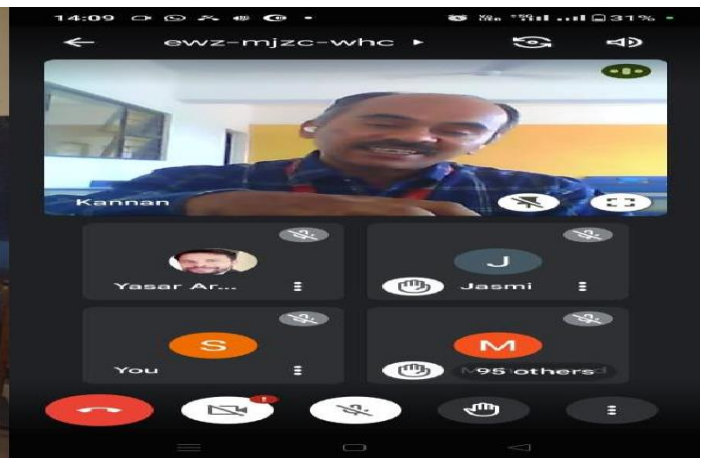 14:09 31%
ewz-mjzc-whc
Kannan
Yasar Ar...
J
Jasmi
S
You
M
95 others